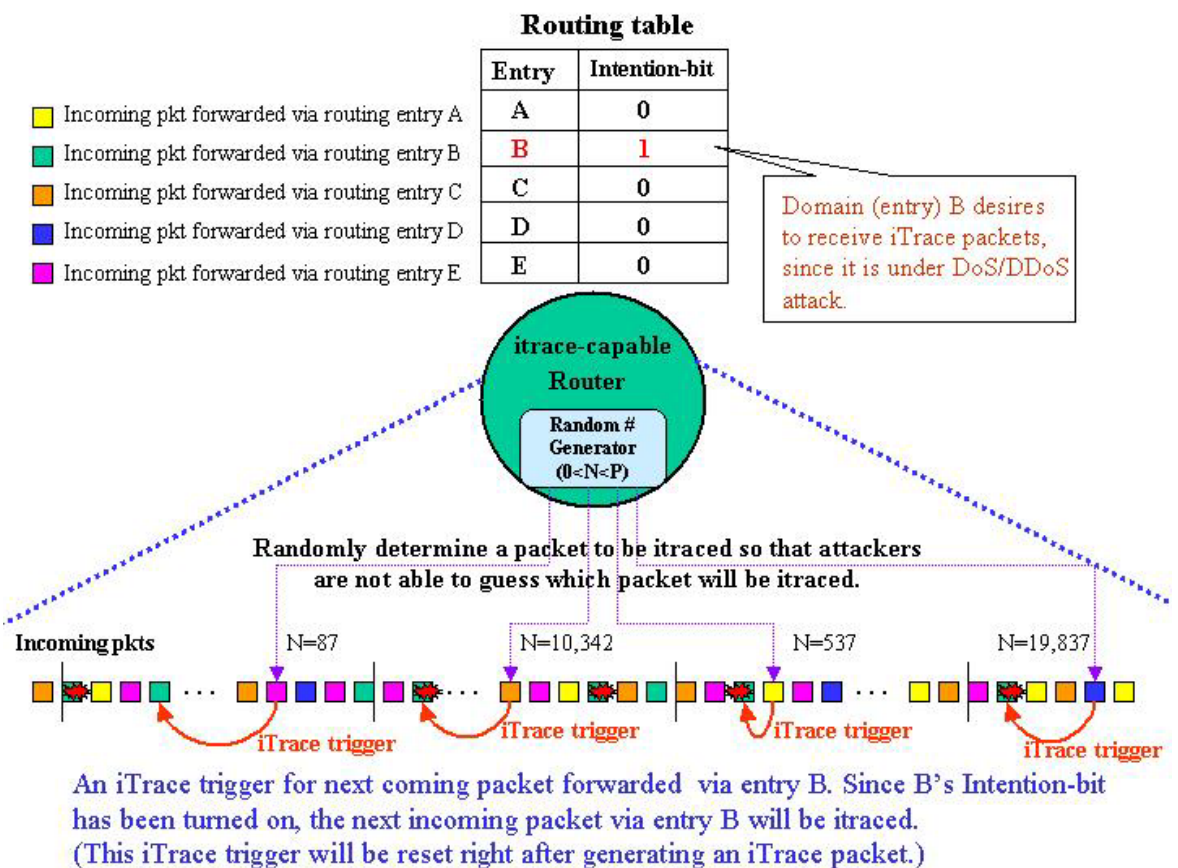 Routing table
Entry Intention-bit
A 0
B 1
C 0
D 0
E 0
Incoming pkt forwarded via routing entry A
Incoming pkt forwarded via routing entry B
Incoming pkt forwarded via routing entry C
Incoming pkt forwarded via routing entry D
Incoming pkt forwarded via routing entry E
Domain (entry) B desires
to receive iTrace packets,
since it is under DoS/DDoS
attack.
itrace-capable
Router
Random #
Generator
(0<N<P)
Randomly determine a packet to be itraced so that attackers
are not able to guess which packet will be itraced.
Incoming pkts
N=87
N=10,342
N=537
N=19,837
iTrace trigger
iTrace trigger
iTrace trigger
iTrace trigger
An iTrace trigger for next coming packet forwarded via entry B. Since B's Intention-bit
has been turned on, the next incoming packet via entry B will be itraced.
(This iTrace trigger will be reset right after generating an iTrace packet.)